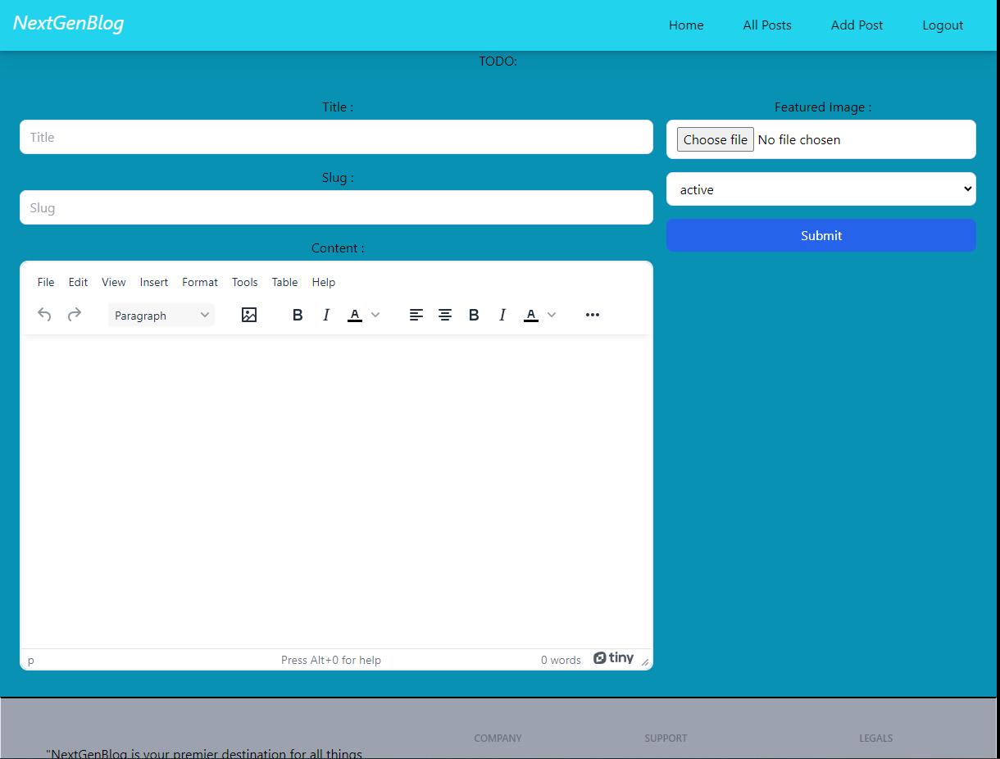 NextGenBlog
Home All Posts Add Post Logout
TODO:
Title :
Title
Slug :
Slug
Content :
File Edit View Insert Format Tools Table Help
Paragraph B I A B I A
p Press Alt+0 for help 0 words tiny
Featured Image :
Choose file No file chosen
active
Submit
COMPANY SUPPORT LEGALS
"NextGenBlog is your premier destination for all things